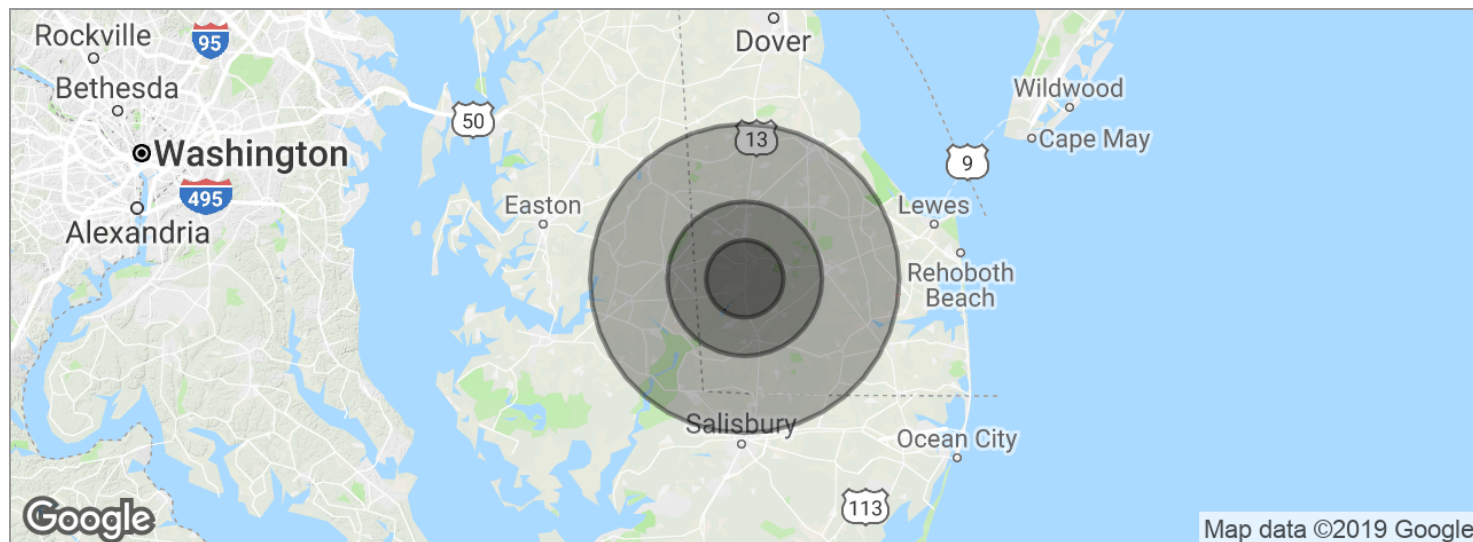 Rockville
95
Dover
Bethesda
Wildwood
50
13
Cape May
Washington
9
495
Easton
Lewes
Alexandria
Rehoboth
Beach
Salisbury
Ocean City
113
Google
Map data ©2019 Google